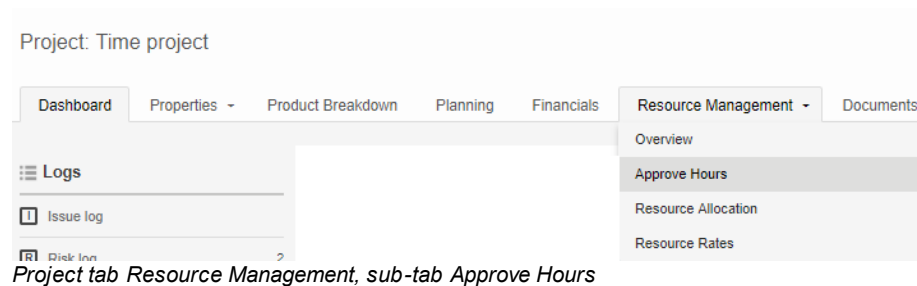 Project: Time project
Dashboard Properties Product Breakdown Planning Financials Resource Management Documents
Overview
Logs
Approve Hours
I Issue log
Resource Allocation
Resource Rates
R Risk log 2
Project tab Resource Management, sub-tab Approve Hours